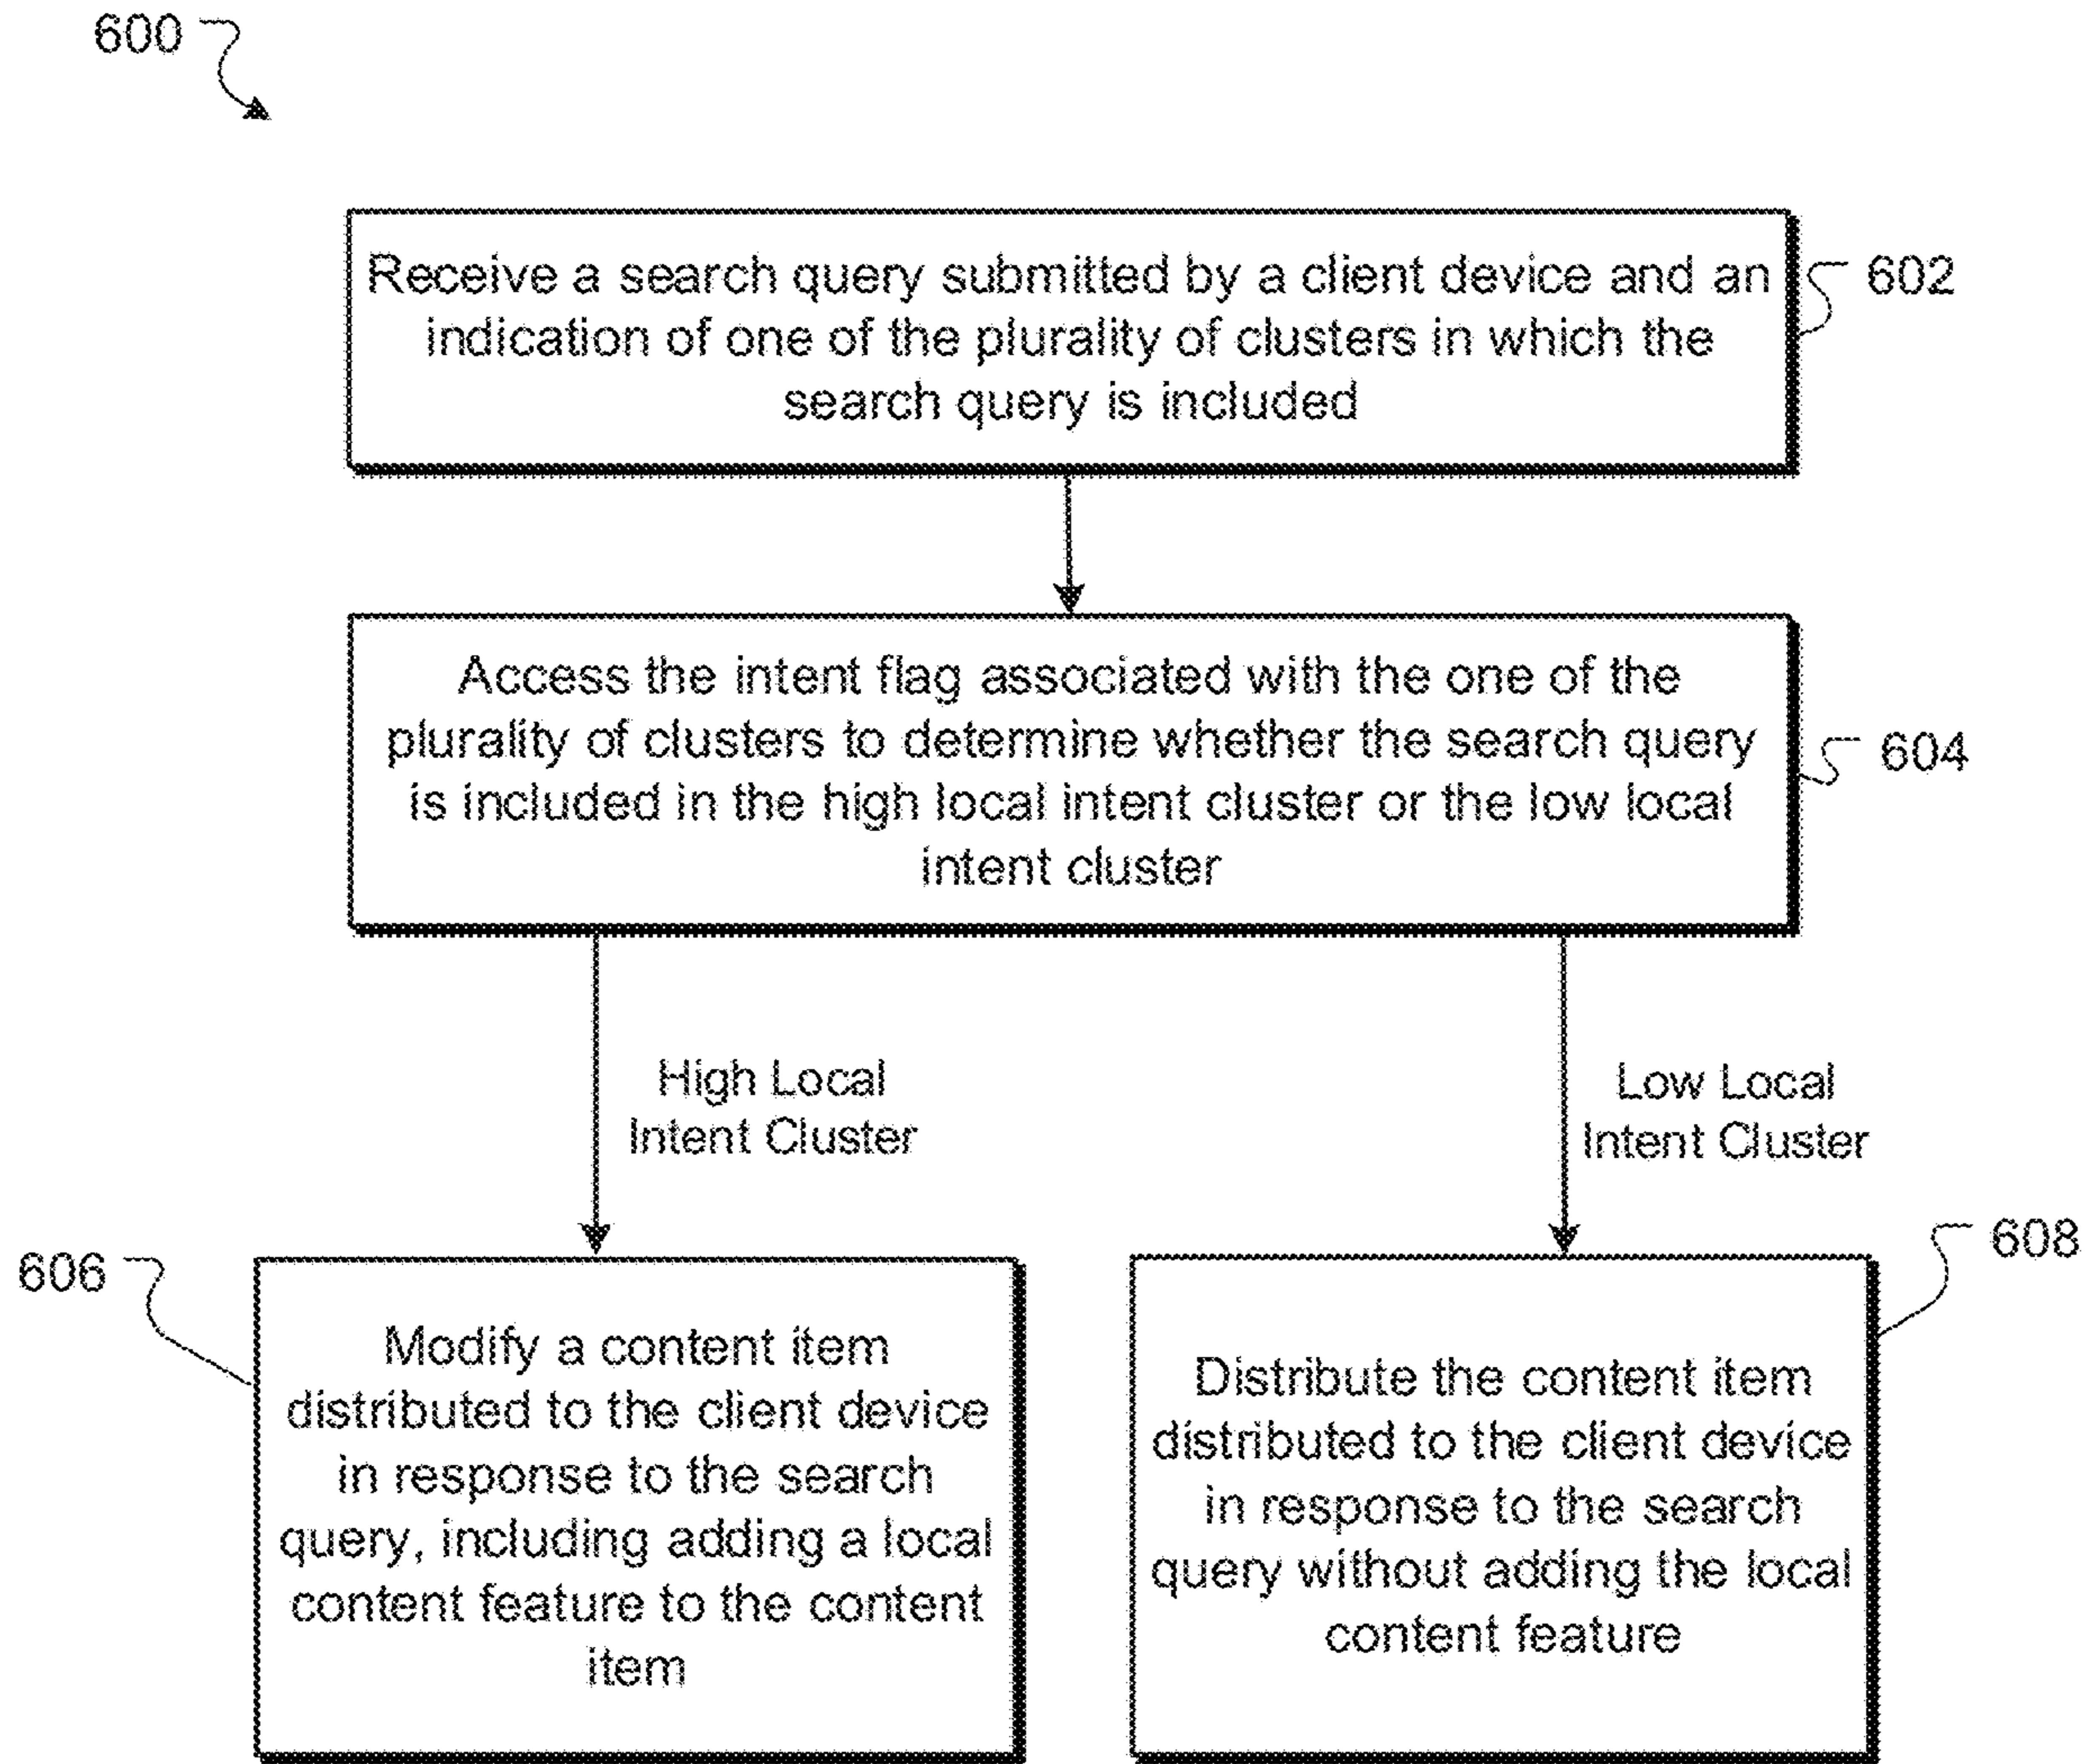 600
Receive a search query submitted by a client device and an
indication of one of the plurality of clusters in which the
search query is included
602
Access the intent flag associated with the one of the
plurality of clusters to determine whether the search query
is included in the high local intent cluster or the low local
intent cluster
604
High Local
Intent Cluster
Low Local
Intent Cluster
606
Modify a content item
distributed to the client device
in response to the search
query, including adding a local
content feature to the content
item
608
Distribute the content item
distributed to the client device
in response to the search
query without adding the local
content feature